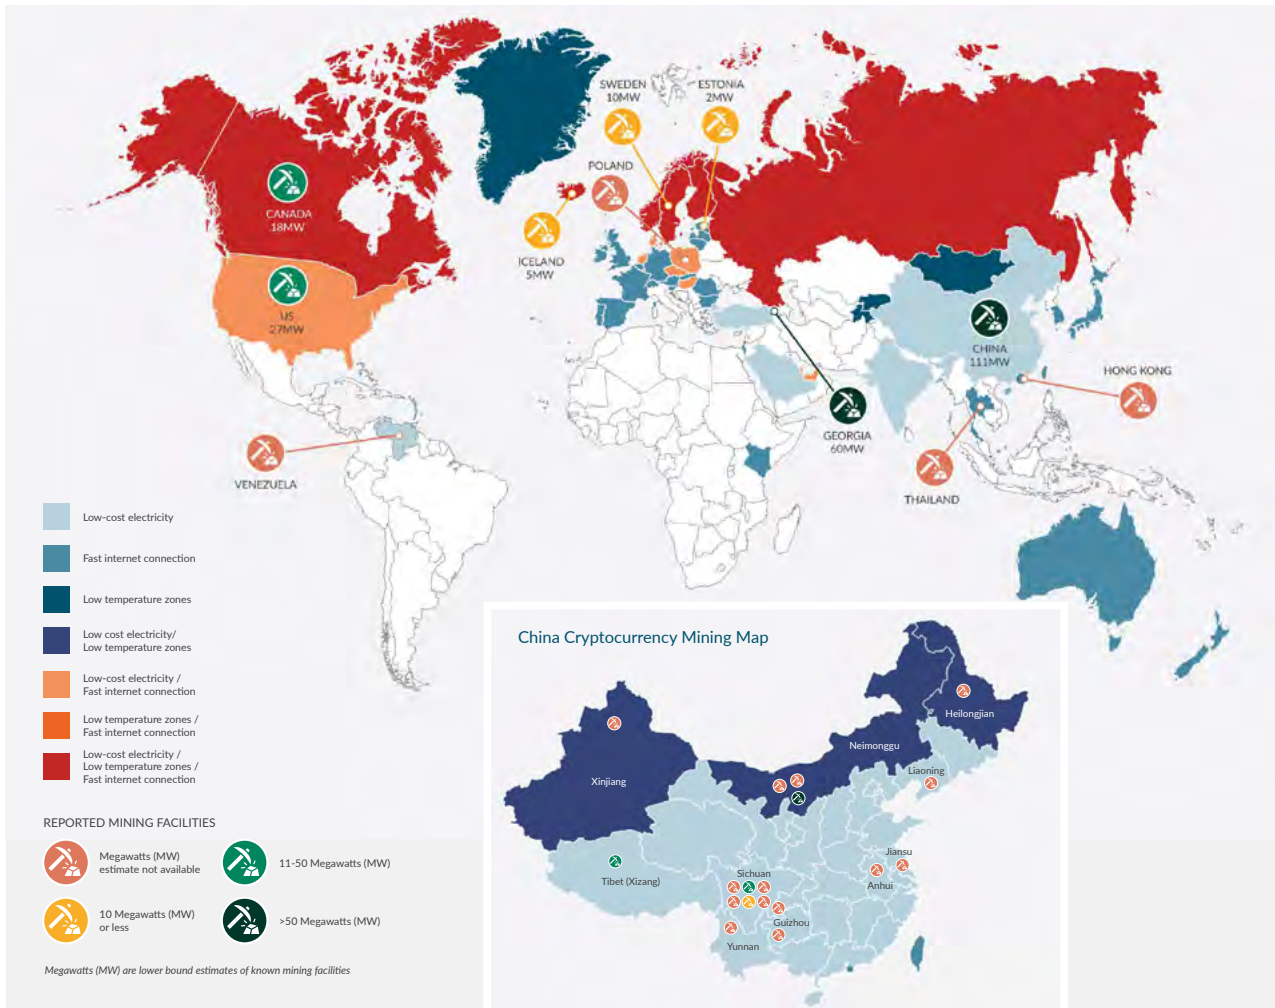 SWEDEN
10MW
ESTONIA
2MW
POLAND
CANADA
18MW
ICELAND
5MW
US
27MW
CHINA
111MW
HONG KONG
GEORGIA
60MW
VENEZUELA
THAILAND
Low-cost electricity
Fast internet connection
Low temperature zones
Low cost electricity/
Low temperature zones
Low-cost electricity /
Fast internet connection
Low temperature zones /
Fast internet connection
Low-cost electricity /
Low temperature zones /
Fast internet connection
REPORTED MINING FACILITIES
Megawatts (MW)
estimate not available
11-50 Megawatts (MW)
10 Megawatts (MW)
or less
>50 Megawatts (MW)
Megawatts (MW) are lower bound estimates of known mining facilities
China Cryptocurrency Mining Map
Heilongjian
Neimonggu
Liaoning
Xinjiang
Jiansu
Sichuan
Tibet (Xizang)
Anhui
Guizhou
Yunnan